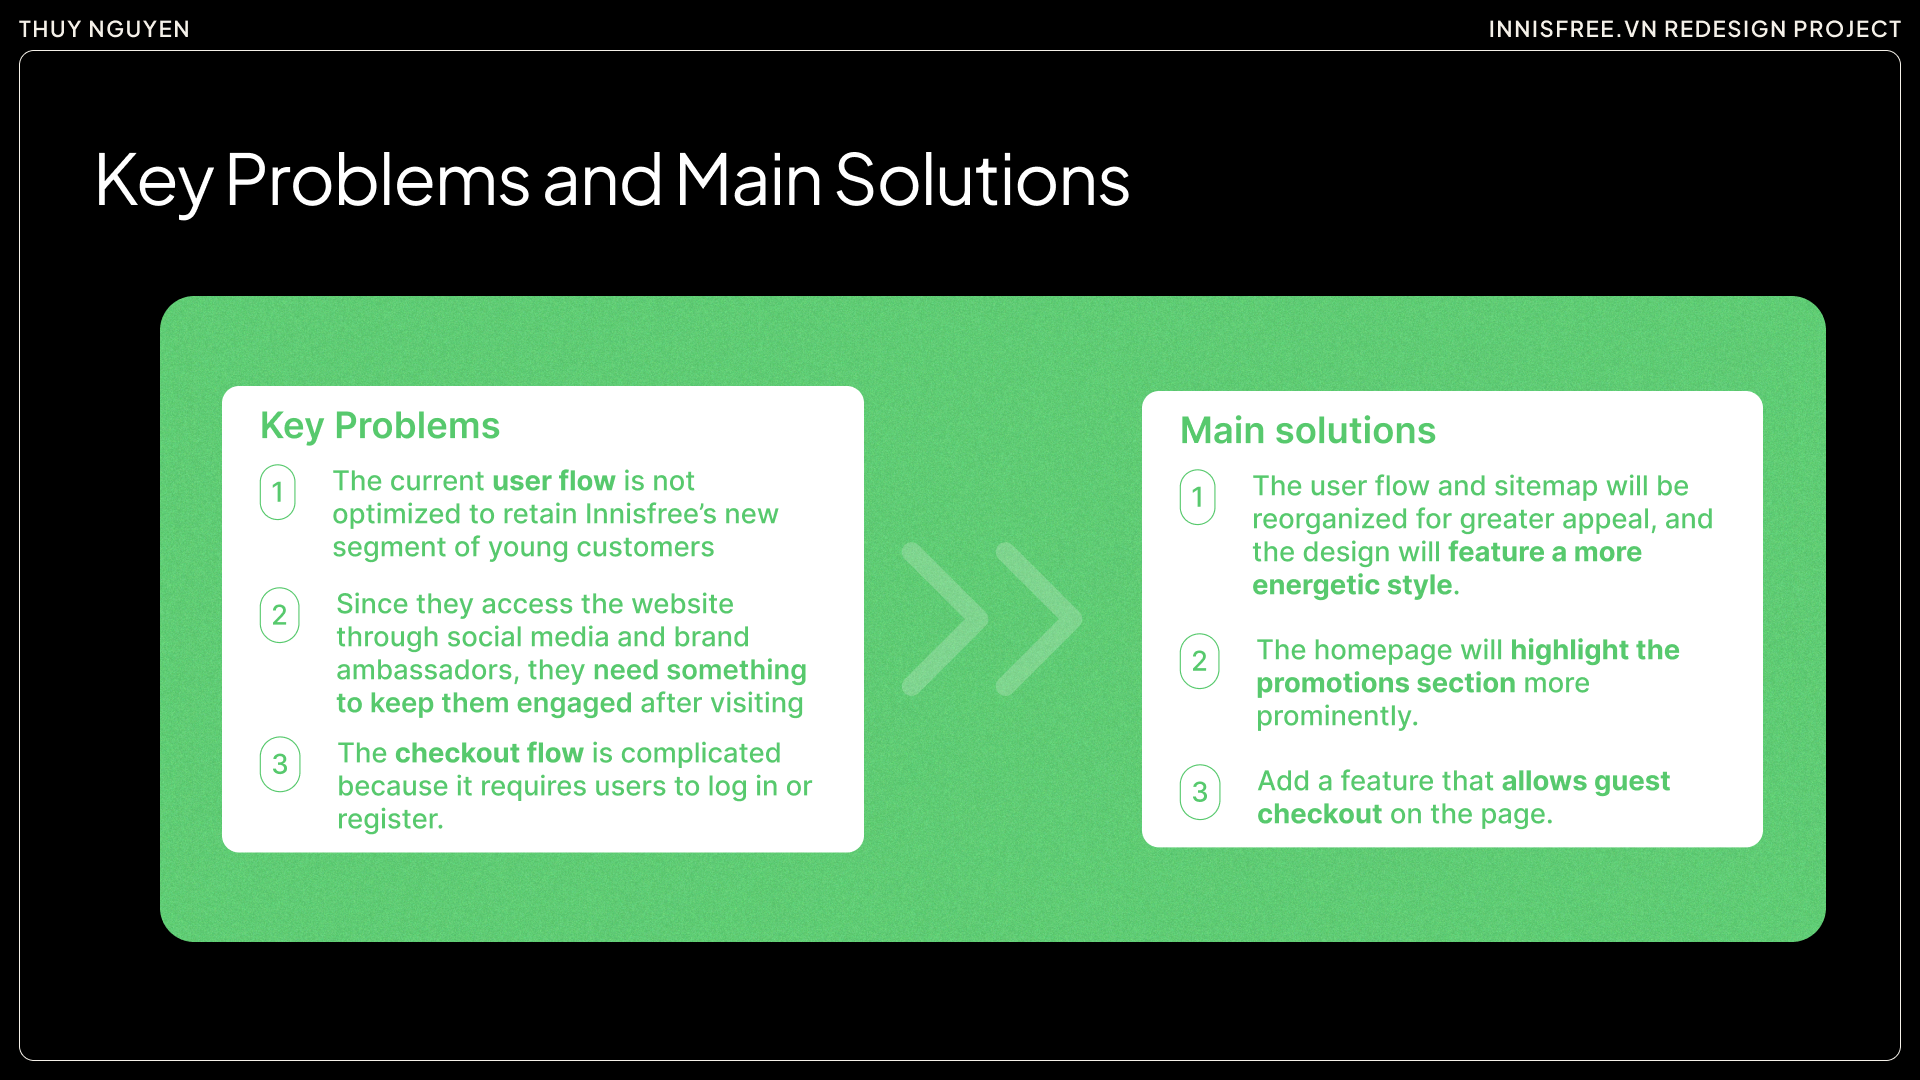 THUY NGUYEN
INNISFREE.VN REDESIGN PROJECT
Key Problems and Main Solutions
Key Problems
1
The current user flow is not
optimized to retain Innisfree’s new
segment of young customers
2
Since they access the website
through social media and brand
ambassadors, they need something
to keep them engaged after visiting
3
The checkout flow is complicated
because it requires users to log in or
register.
Main solutions
1
The user flow and sitemap will be
reorganized for greater appeal, and
the design will feature a more
energetic style.
2
The homepage will highlight the
promotions section more
prominently.
3
Add a feature that allows guest
checkout on the page.